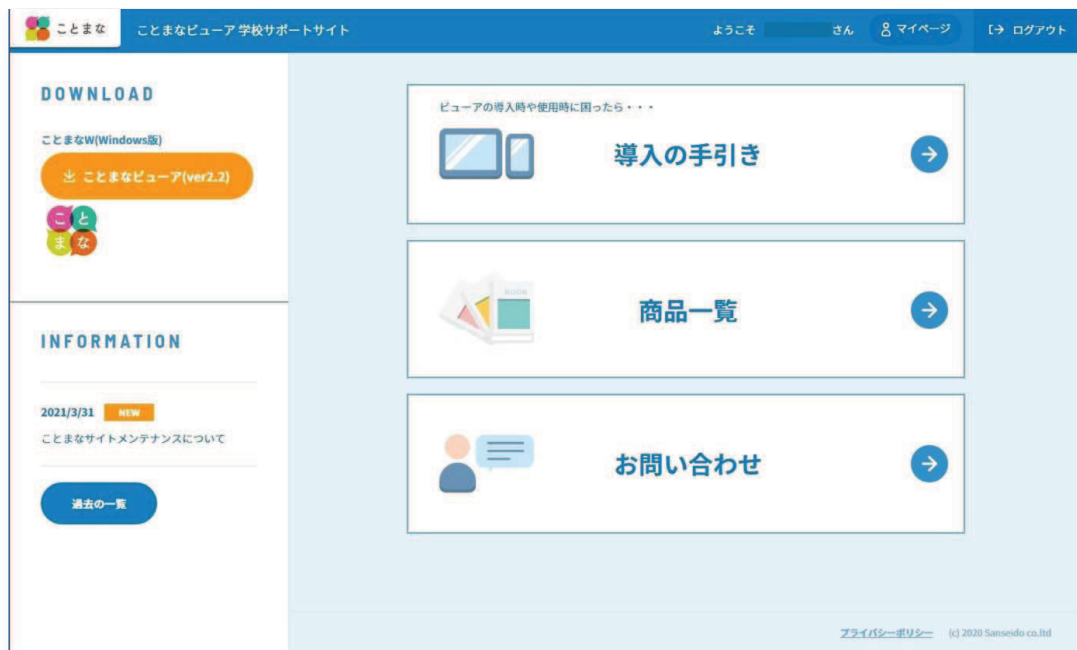 ことまな
ことまなビューア 学校サポートサイト
ようこそ さん
マイページ
ログアウト
DOWNLOAD
ことまなW(Windows版)
ことまなビューア(ver2.2)
こと
まな
INFORMATION
2021/3/31 NEW
ことまなサイトメンテナンスについて
過去の一覧
ビューアの導入時や使用時に困ったら・・・
導入の手引き
BOOK
商品一覧
お問い合わせ
プライバシーポリシー (c) 2020 Sanseido co.ltd